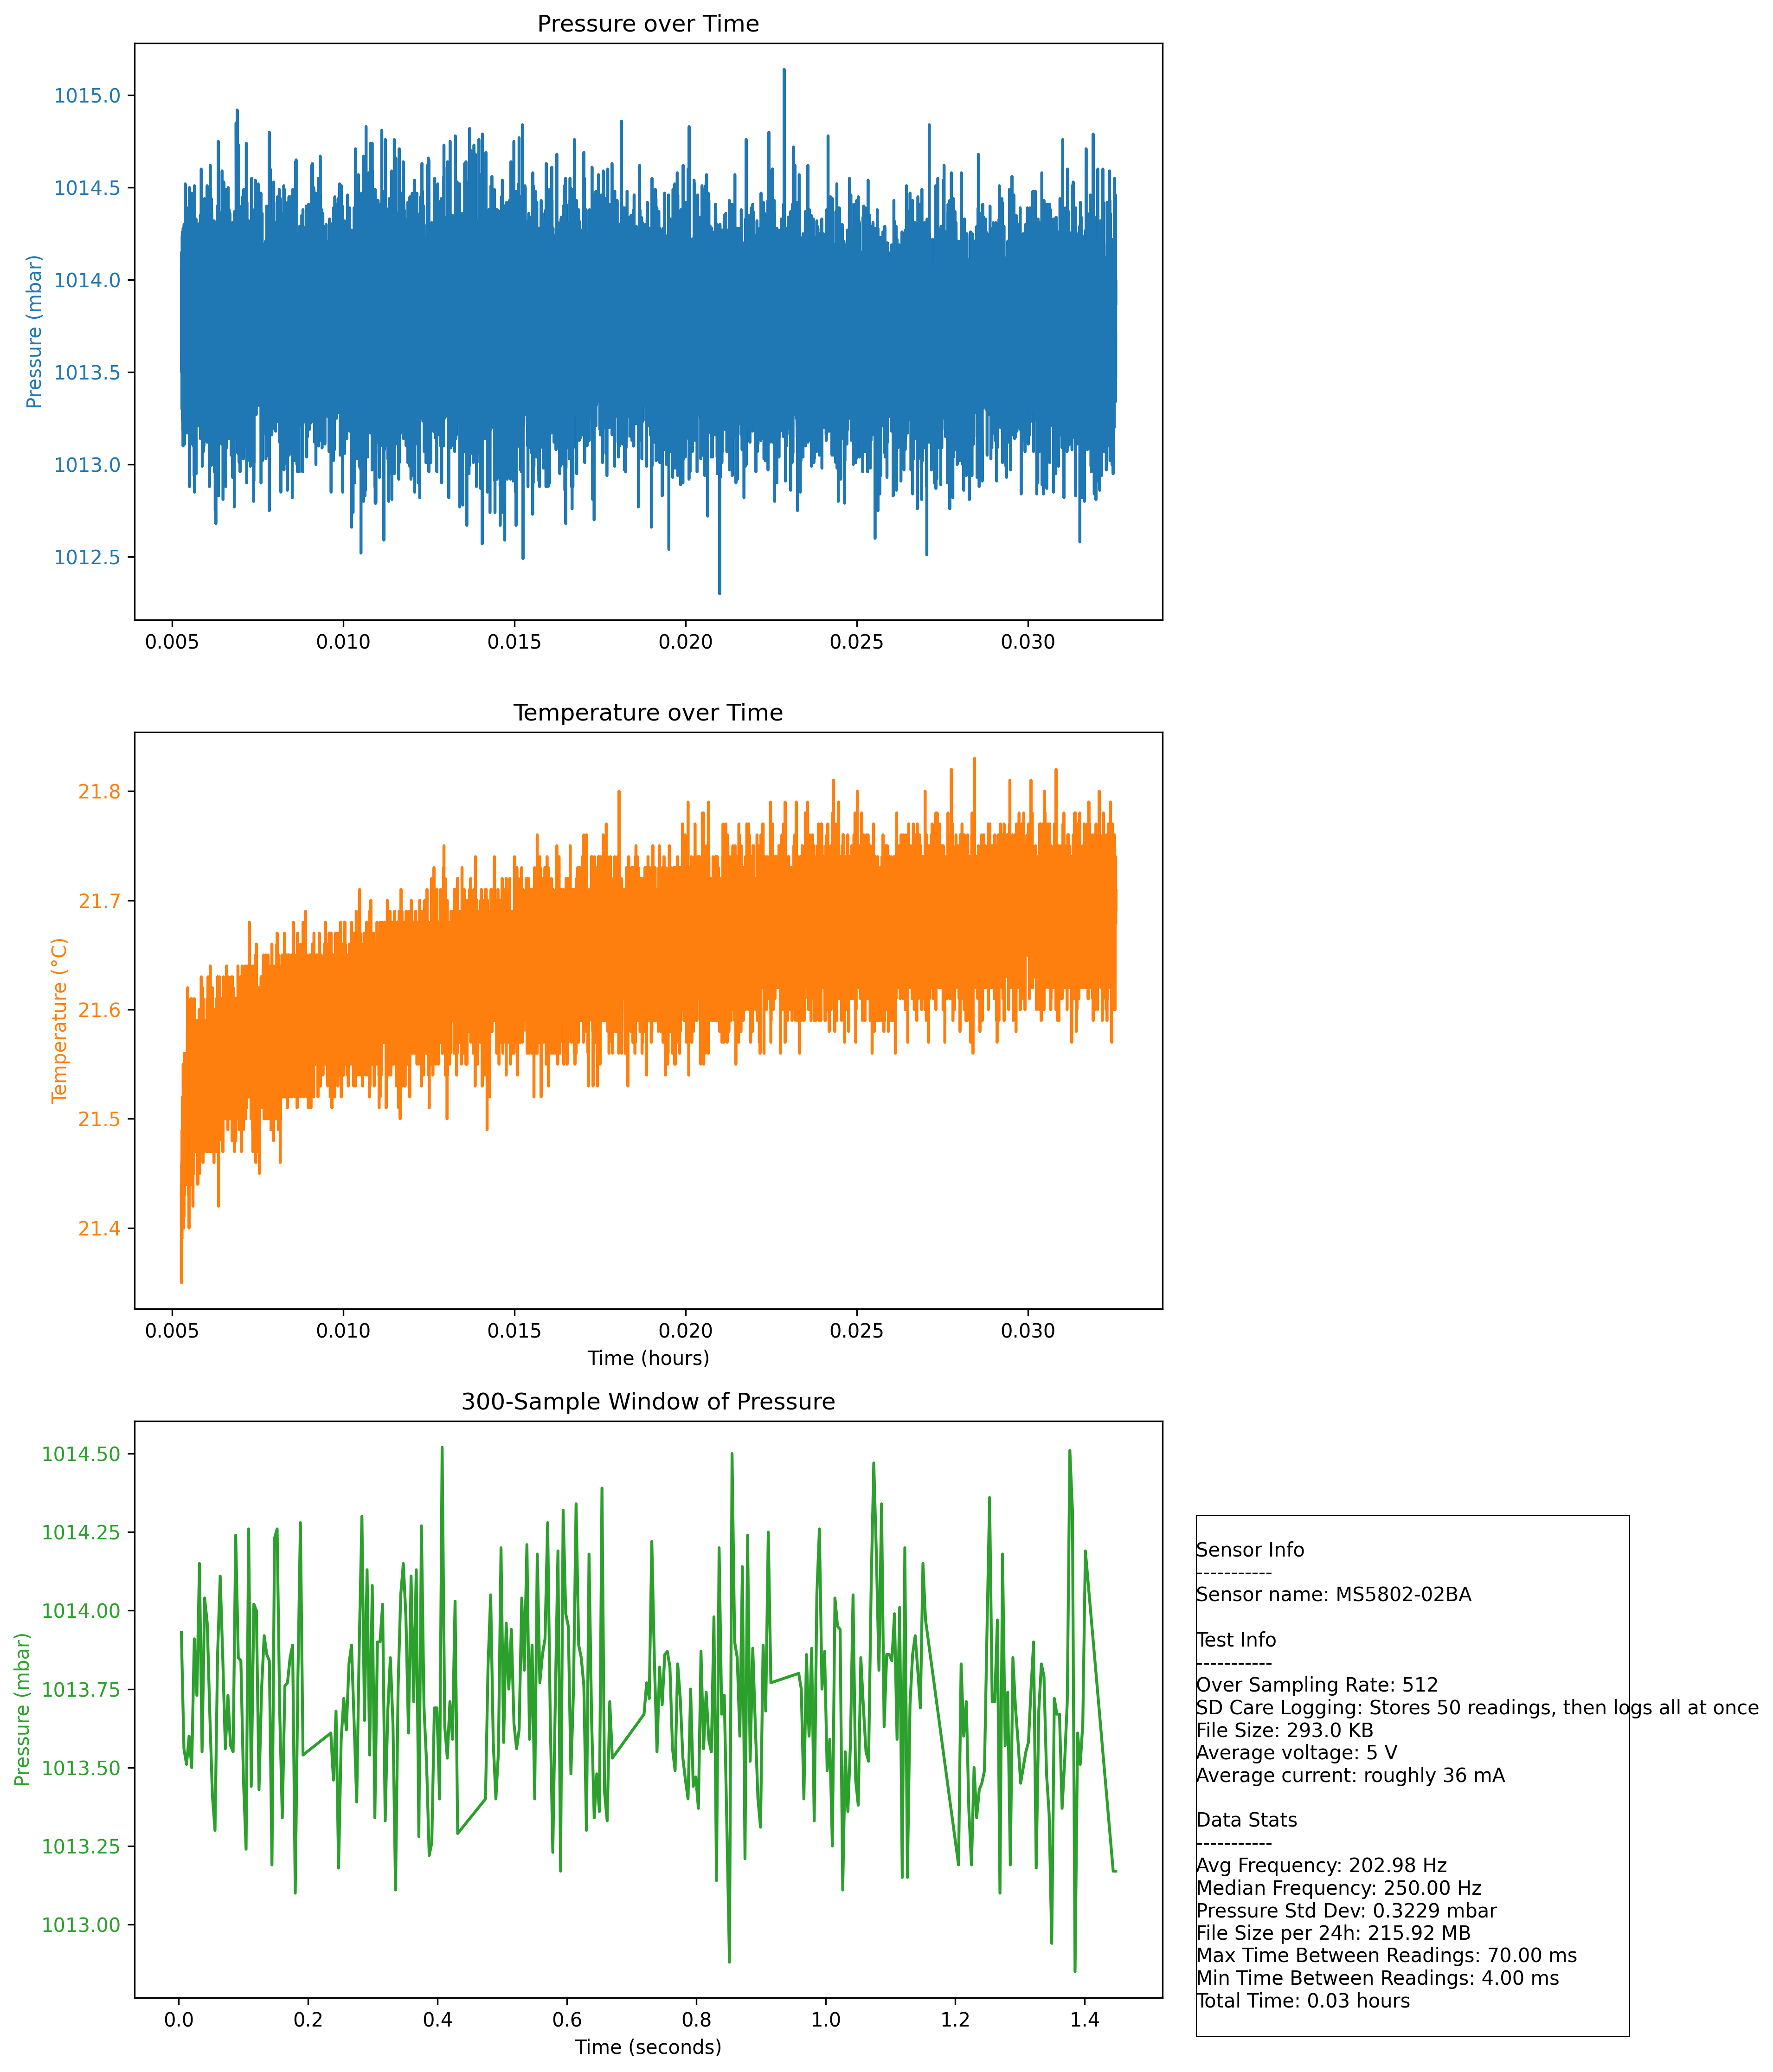 Pressure over Time
Pressure (mbar)
1015.0
1014.5
1014.0
1013.5
1013.0
1012.5
0.005 0.010 0.015 0.020 0.025 0.030
Temperature over Time
Temperature (°C)
21.8
21.7
21.6
21.5
21.4
0.005 0.010 0.015 0.020 0.025 0.030
Time (hours)
300-Sample Window of Pressure
Pressure (mbar)
1014.50
1014.25
1014.00
1013.75
1013.50
1013.25
1013.00
0.0 0.2 0.4 0.6 0.8 1.0 1.2 1.4
Time (seconds)
Sensor Info
-----------
Sensor name: MS5802-02BA
Test Info
-----------
Over Sampling Rate: 512
SD Care Logging: Stores 50 readings, then logs all at once
File Size: 293.0 KB
Average voltage: 5 V
Average current: roughly 36 mA
Data Stats
-----------
Avg Frequency: 202.98 Hz
Median Frequency: 250.00 Hz
Pressure Std Dev: 0.3229 mbar
File Size per 24h: 215.92 MB
Max Time Between Readings: 70.00 ms
Min Time Between Readings: 4.00 ms
Total Time: 0.03 hours